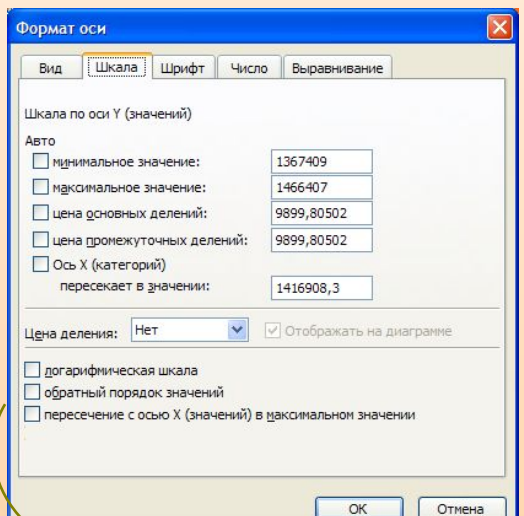 Формат оси
Вид Шкала Шрифт Число Выравнивание
Шкала по оси Y (значений)
Авто
минимальное значение: 1367409
максимальное значение: 1466407
цена основных делений: 9899,80502
цена промежуточных делений: 9899,80502
Ось X (категорий)
пересекает в значении: 1416908,3
Цена деления: Нет Отображать на диаграмме
логарифмическая шкала
обратный порядок значений
пересечение с осью X (значений) в максимальном значении
ОК Отмена